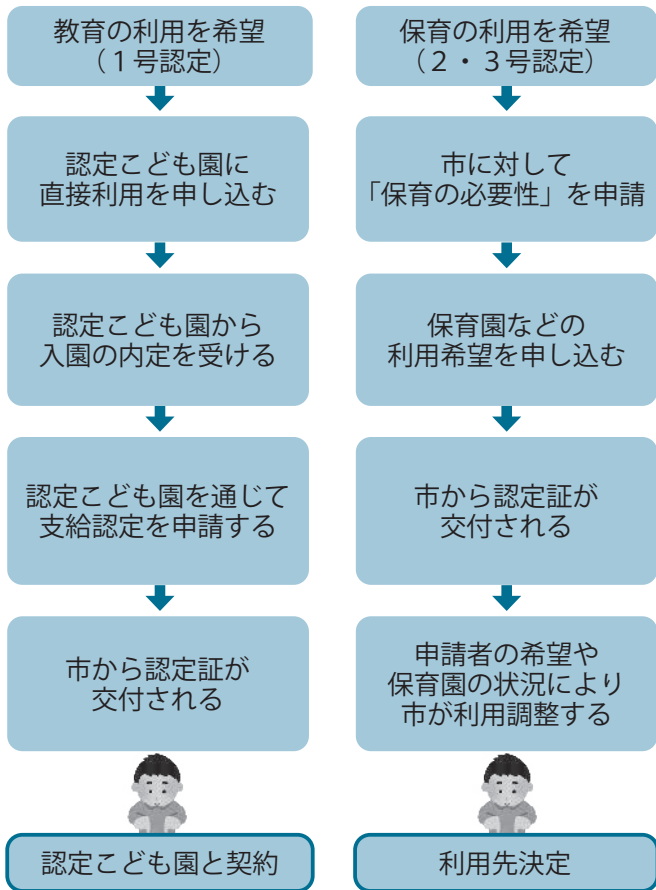 教育の利用を希望
（１号認定）
認定こども園に
直接利用を申し込む
認定こども園から
入園の内定を受ける
認定こども園を通じて
支給認定を申請する
市から認定証が
交付される
認定こども園と契約
保育の利用を希望
（２・３号認定）
市に対して
「保育の必要性」を申請
保育園などの
利用希望を申し込む
市から認定証が
交付される
申請者の希望や
保育園の状況により
市が利用調整する
利用先決定